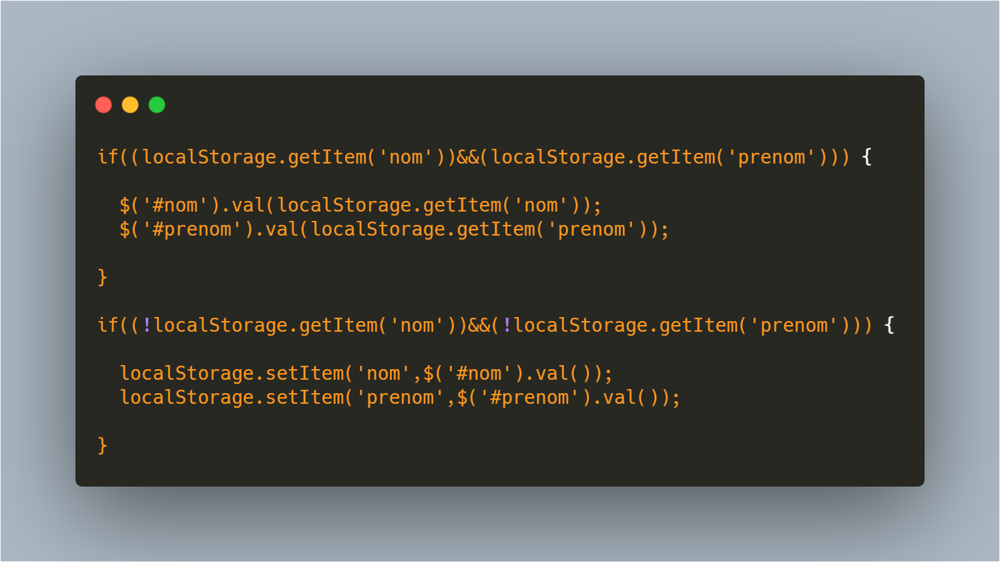 if((localStorage.getItem('nom'))&&(localStorage.getItem('prenom'))) {
$('#nom').val(localStorage.getItem('nom'));
$('#prenom').val(localStorage.getItem('prenom'));
}
if((!localStorage.getItem('nom'))&&(!localStorage.getItem('prenom'))) {
localStorage.setItem('nom',$('#nom').val());
localStorage.setItem('prenom',$('#prenom').val());
}